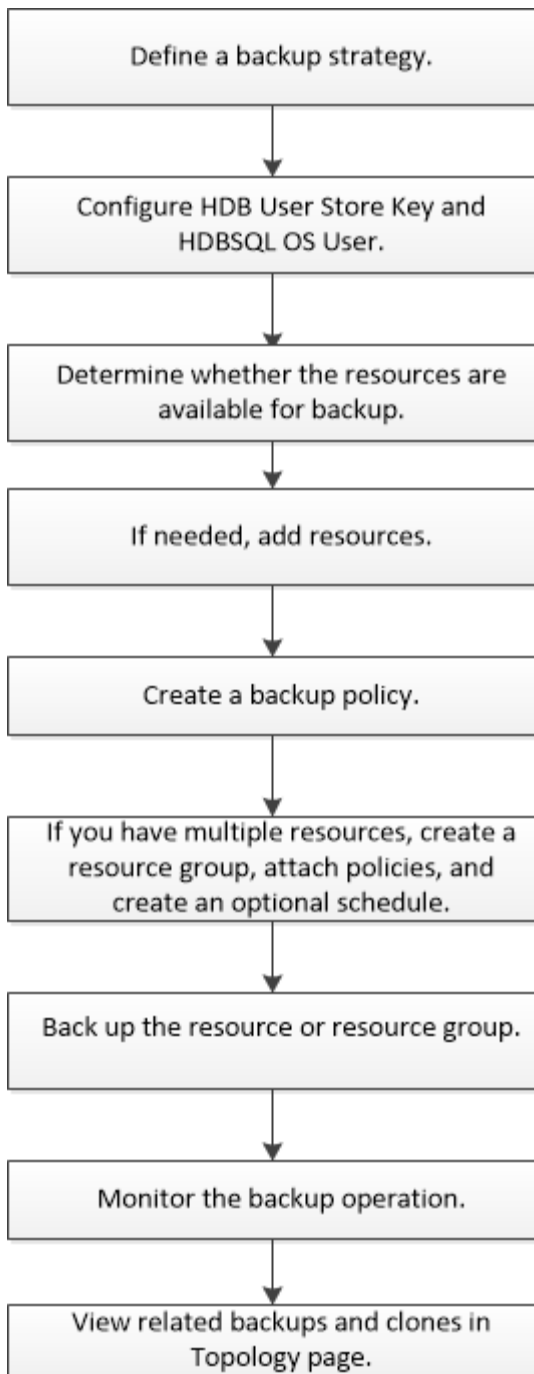 Define a backup strategy.
Configure HDB User Store Key and
HDBSQL OS User.
Determine whether the resources are
available for backup.
If needed, add resources.
Create a backup policy.
If you have multiple resources, create a
resource group, attach policies, and
create an optional schedule.
Back up the resource or resource group.
Monitor the backup operation.
View related backups and clones in
Topology page.